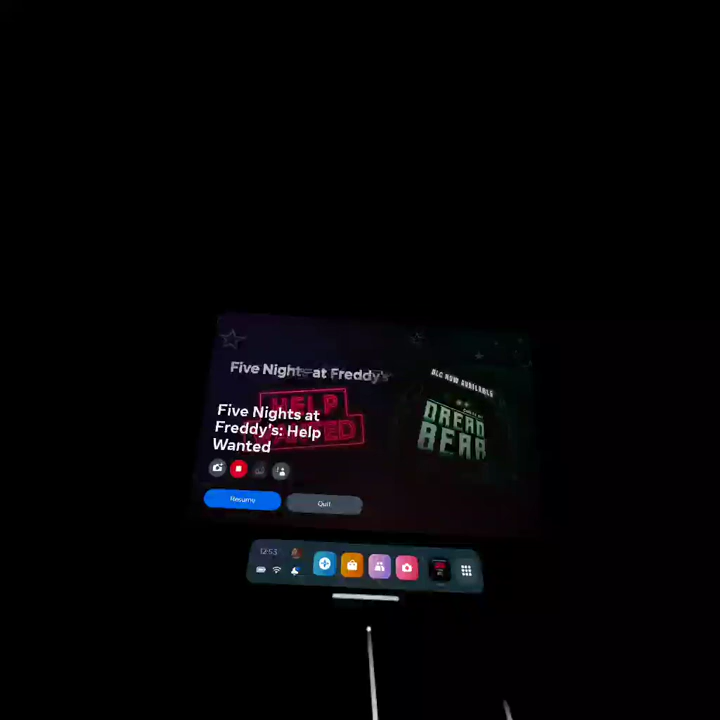 Five Nights at Freddy's
HELP
WANTED
Five Nights at
Freddy's: Help
Wanted
DLC NOW AVAILABLE
DREAD
BEAR
Resume
Quit
12:53